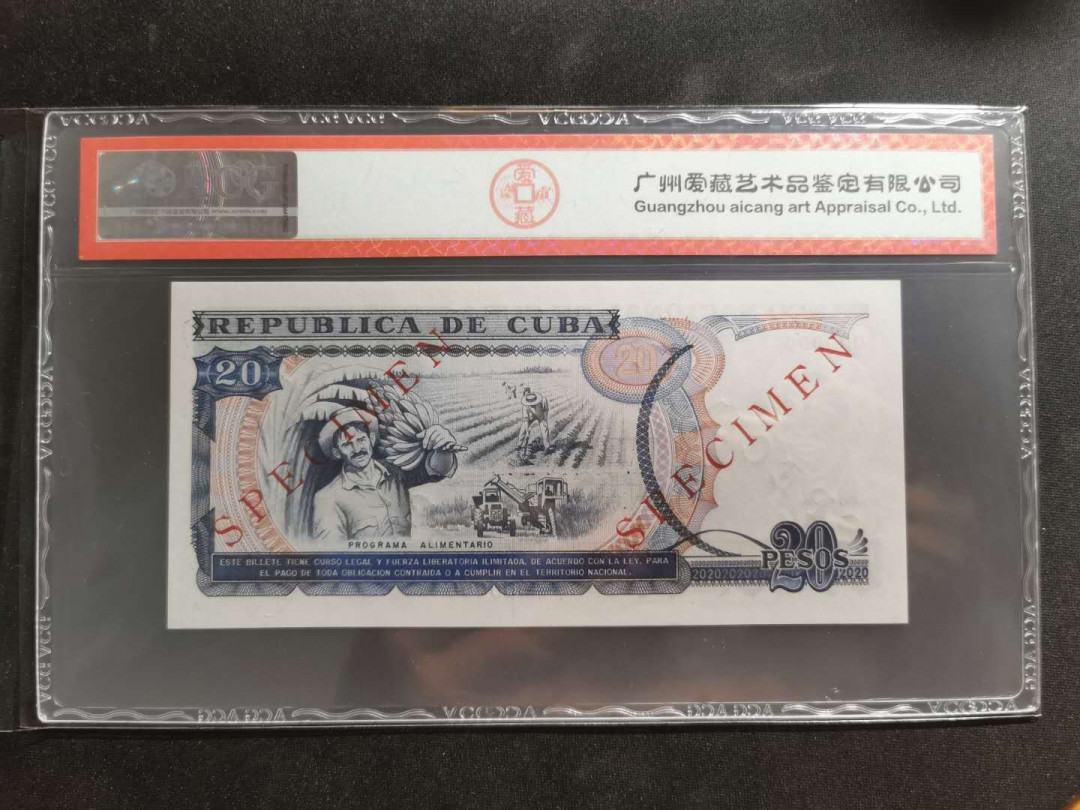 广州爱藏艺术品鉴定有限公司
Guangzhou aicang art Appraisal Co., Ltd.
爱
藏
REPUBLICA DE CUBA
20
20
SPECIMEN
SPECIMEN
PROGRAMA ALIMENTARIO
ESTE BILLETE TIENE CURSO LEGAL Y FUERZA LIBERATORIA ILIMITADA, DE ACUERDO CON LA LEY, PARA
EL PAGO DE TODA OBLIGACION CONTRAIDA O A CUMPLIR EN EL TERRITORIO NACIONAL.
20
PESOS